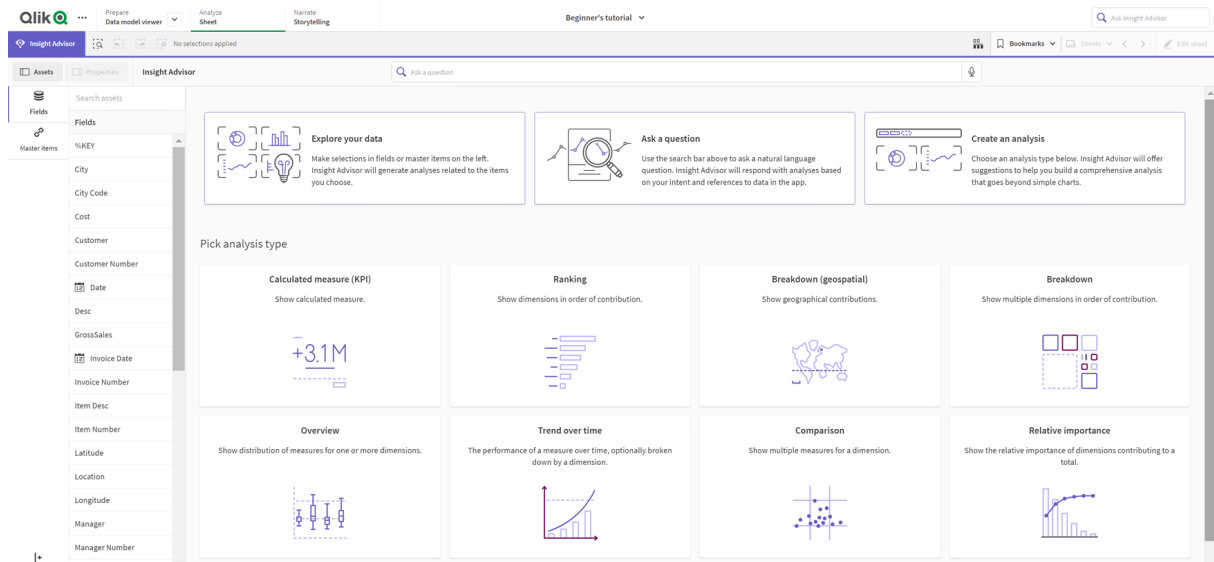 Qlik
Prepare
Data model viewer
Analyze
Sheet
Narrate
Storytelling
Beginner's tutorial
Ask Insight Advisor
Insight Advisor
No selections applied
Bookmarks
Sheets
Edit sheet
Assets
Properties
Insight Advisor
Ask a question
Fields
Master items
Search assets
Fields
%KEY
City
City Code
Cost
Customer
Customer Number
12 Date
Desc
GrossSales
12 Invoice Date
Invoice Number
Item Desc
Item Number
Latitude
Location
Longitude
Manager
Manager Number
Explore your data
Make selections in fields or master items on the left.
Insight Advisor will generate analyses related to the items
you choose.
Ask a question
Use the search bar above to ask a natural language
question. Insight Advisor will respond with analyses based
on your intent and references to data in the app.
Create an analysis
Choose an analysis type below. Insight Advisor will offer
suggestions to help you build a comprehensive analysis
that goes beyond simple charts.
Pick analysis type
Calculated measure (KPI)
Show calculated measure.
+3.1M
Ranking
Show dimensions in order of contribution.
Breakdown (geospatial)
Show geographical contributions.
Breakdown
Show multiple dimensions in order of contribution.
Overview
Show distribution of measures for one or more dimensions.
Trend over time
The performance of a measure over time, optionally broken
down by a dimension.
Comparison
Show multiple measures for a dimension.
Relative importance
Show the relative importance of dimensions contributing to a
total.